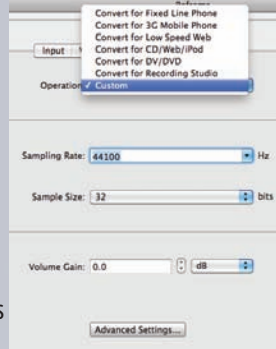 Convert for Fixed Line Phone
Convert for 3G Mobile Phone
Convert for Low Speed Web
Convert for CD/Web/iPod
Convert for DV/DVD
Convert for Recording Studio
Input
Operation ✓ Custom
Sampling Rate: 44100 Hz
Sample Size: 32 bits
Volume Gain: 0.0 dB
S
Advanced Settings...